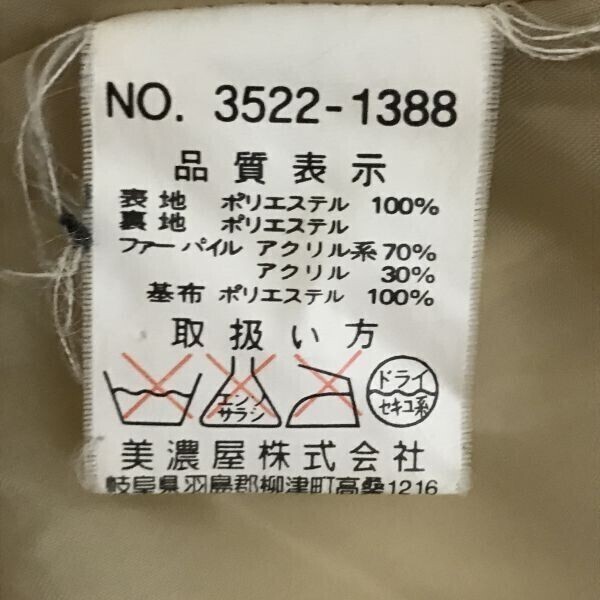 NO. 3522-1388
品質表示
表地 ポリエステル 100%
裏地 ポリエステル
ファーパイル アクリル系 70%
アクリル 30%
基布 ポリエステル 100%
取扱い方
エンソ サラシ
ドライ セキユ系
美濃屋株式会社
岐阜県羽島郡柳津町高桑1216